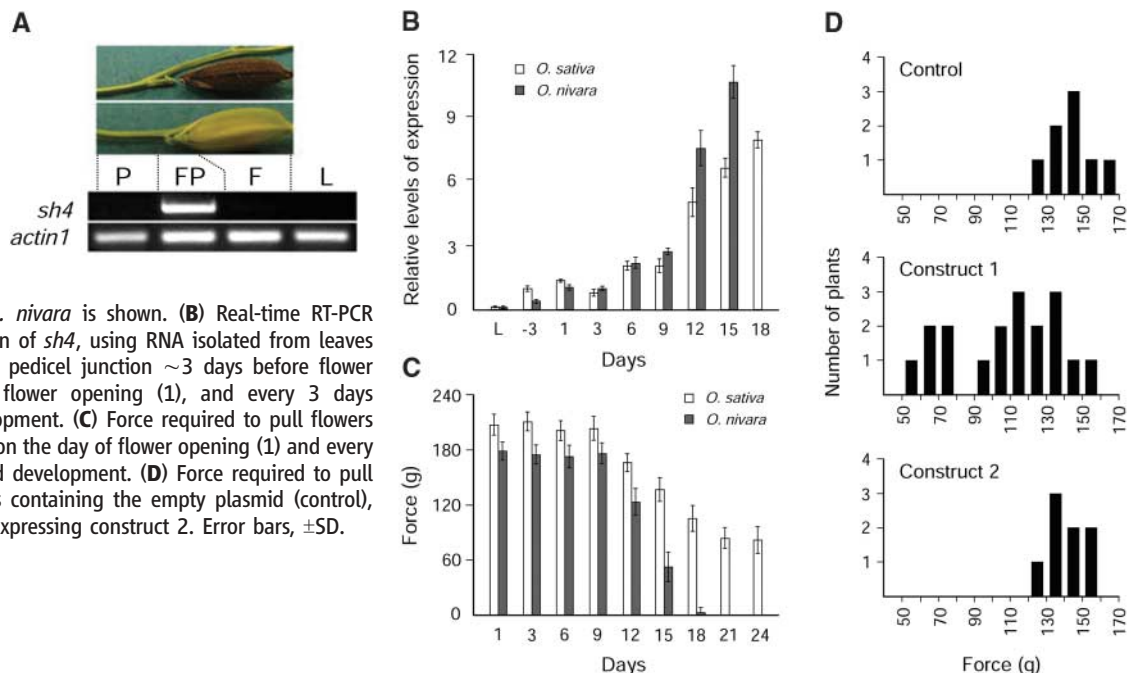 A
P FP F L
sh4
actin1
. nivara is shown. (B) Real-time RT-PCR
n of sh4, using RNA isolated from leaves
pedicel junction ~3 days before flower
flower opening (1), and every 3 days
opment. (C) Force required to pull flowers
on the day of flower opening (1) and every
d development. (D) Force required to pull
s containing the empty plasmid (control),
xpressing construct 2. Error bars, ±SD.
B
Relative levels of expression
12
9
6
3
0
O. sativa
O. nivara
L -3 1 3 6 9 12 15 18
Days
C
Force (g)
240
180
120
60
0
O. sativa
O. nivara
1 3 6 9 12 15 18 21 24
Days
D
Number of plants
Control
4
3
2
1
50 70 90 110 130 150 170
Construct 1
4
3
2
1
50 70 90 110 130 150 170
Construct 2
4
3
2
1
50 70 90 110 130 150 170
Force (g)